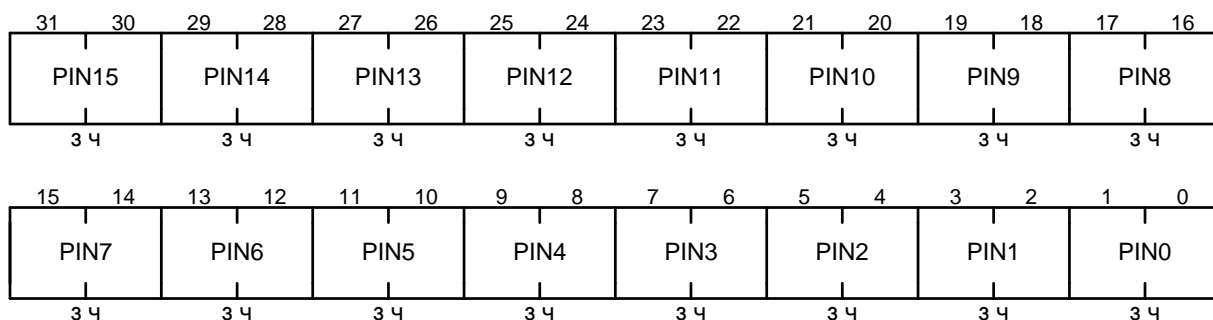 31 30 29 28 27 26 25 24 23 22 21 20 19 18 17 16
PIN15 PIN14 PIN13 PIN12 PIN11 PIN10 PIN9 PIN8
з ч з ч з ч з ч з ч з ч з ч з ч
15 14 13 12 11 10 9 8 7 6 5 4 3 2 1 0
PIN7 PIN6 PIN5 PIN4 PIN3 PIN2 PIN1 PIN0
з ч з ч з ч з ч з ч з ч з ч з ч